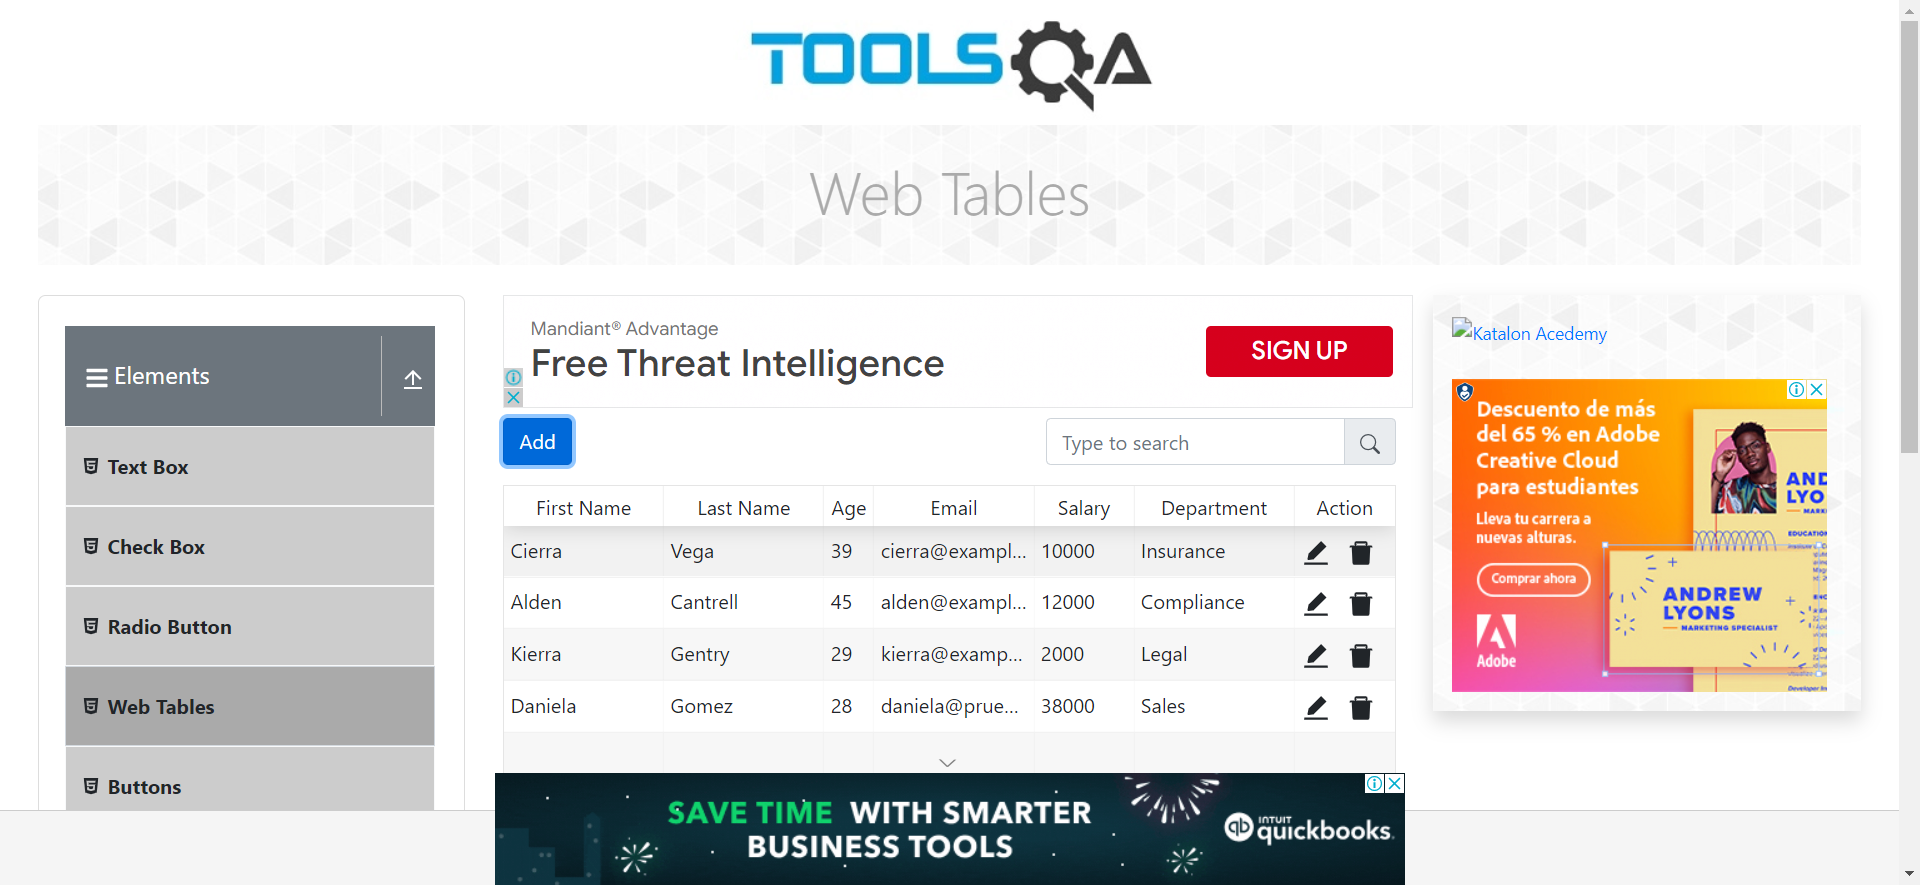 TOOLSQA
Web Tables
Elements
Text Box
Check Box
Radio Button
Web Tables
Buttons
Mandiant® Advantage
Free Threat Intelligence
SIGN UP
Add
Type to search
First Name Last Name Age Email Salary Department Action
Cierra Vega 39 cierra@exampl... 10000 Insurance
Alden Cantrell 45 alden@exampl... 12000 Compliance
Kierra Gentry 29 kierra@examp... 2000 Legal
Daniela Gomez 28 daniela@prue... 38000 Sales
SAVE TIME WITH SMARTER
BUSINESS TOOLS
qb INTUIT
quickbooks.
Katalon Acedemy
Descuento de más
del 65 % en Adobe
Creative Cloud
para estudiantes
Lleva tu carrera a
nuevas alturas.
Comprar ahora
Adobe
AND
LYO
MARK
EDUCATIO
ANDREW
LYONS
MARKETING SPECIALIST
Developer In